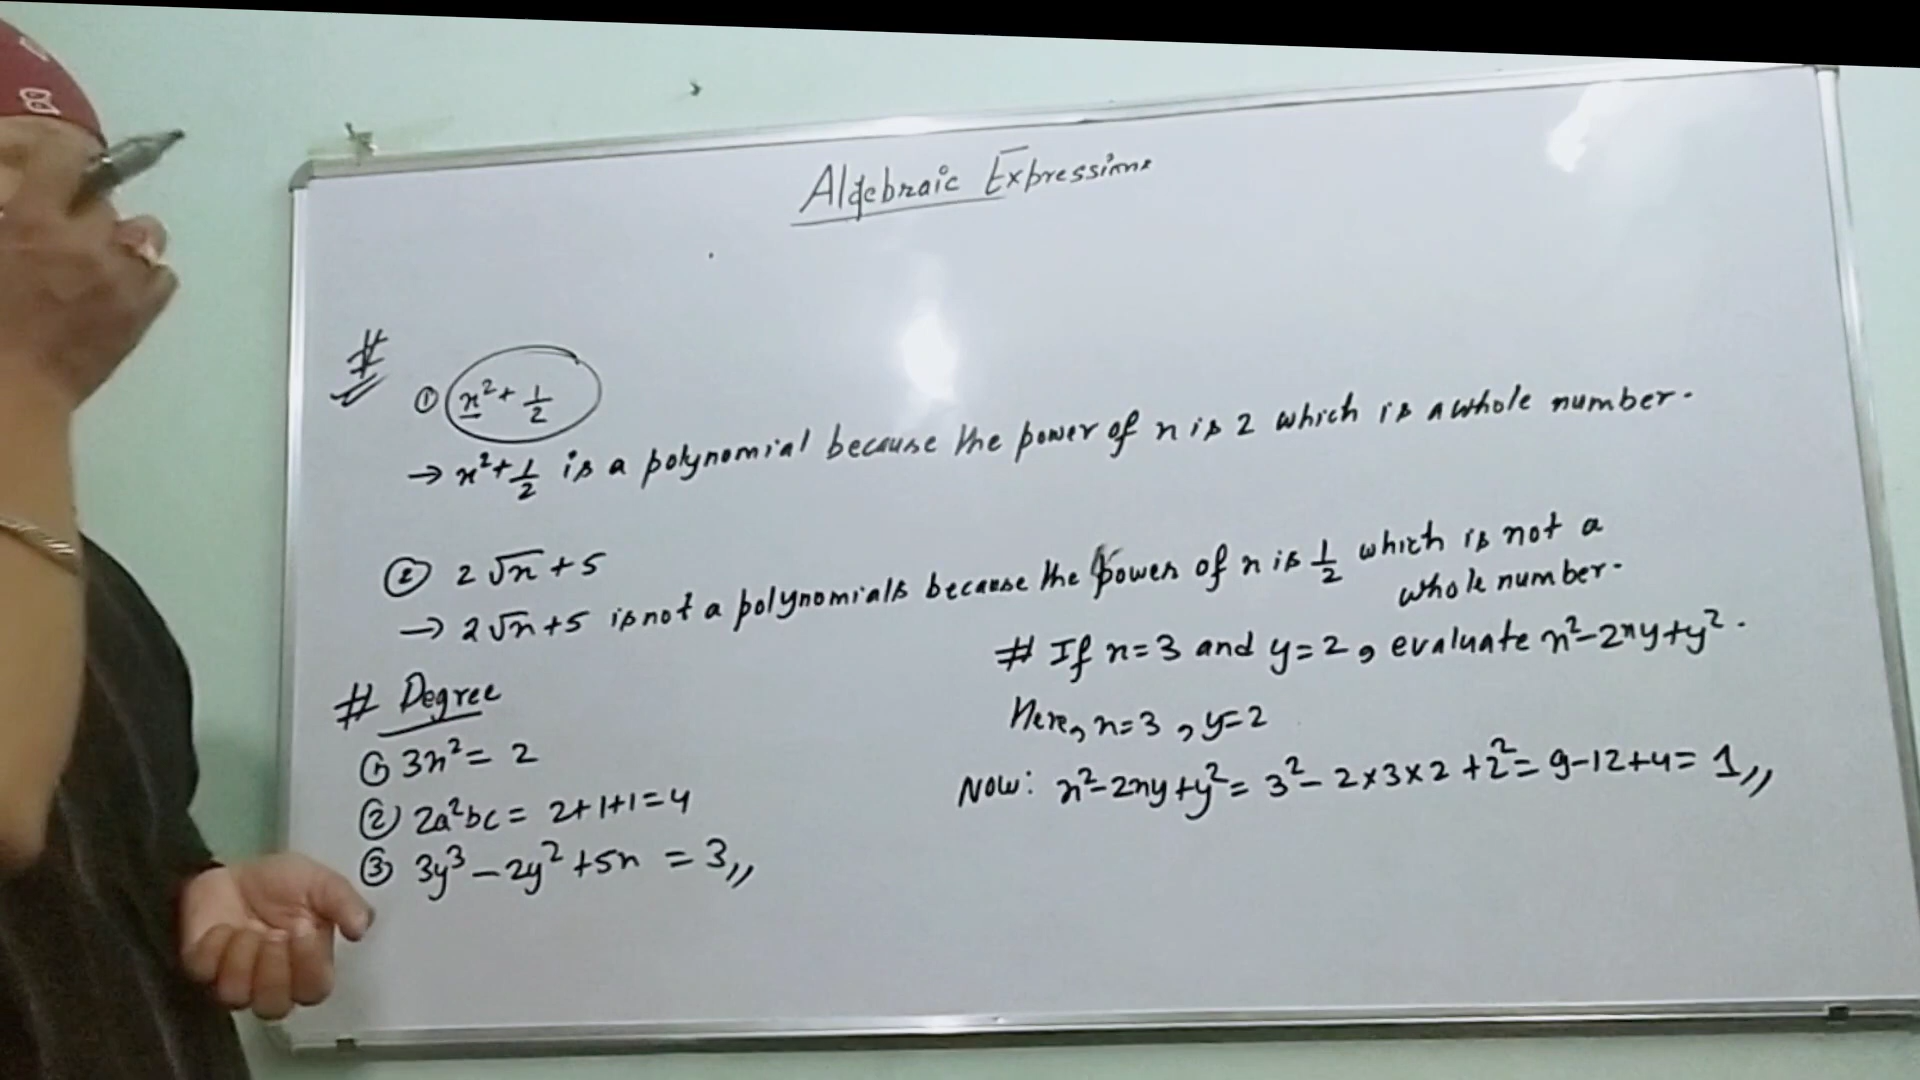 Algebraic Expressions
#
① x²+ 1/2
→ x²+ 1/2 is a polynomial because the power of x is 2 which is a whole number.
② 2√x+5
→ 2√x+5 is not a polynomials because the power of x is 1/2 which is not a
whole number.
# Degree
① 3x²= 2
② 2a²bc = 2+1+1=4
③ 3y³-2y²+5x = 3,,
# If x=3 and y=2, evaluate x²-2xy+y².
Here, x=3, y=2
Now: x²-2xy+y²= 3²- 2×3×2 +2²= 9-12+4= 1,,